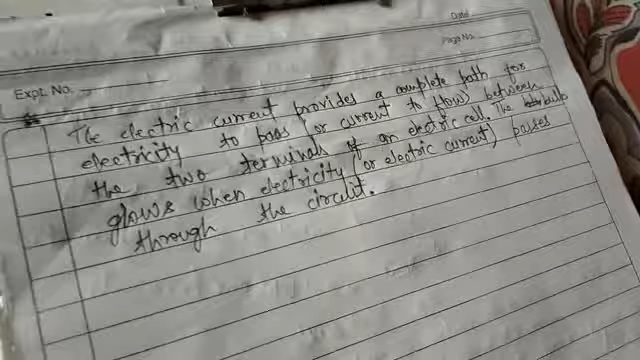 Date
Page No.
Expt. No.
The electric current provides a complete path for
electricity to pass (or current to flow) between
the two terminals of an electric cell. The bulb
glows when electricity (or electric current) passes
through the circuit.